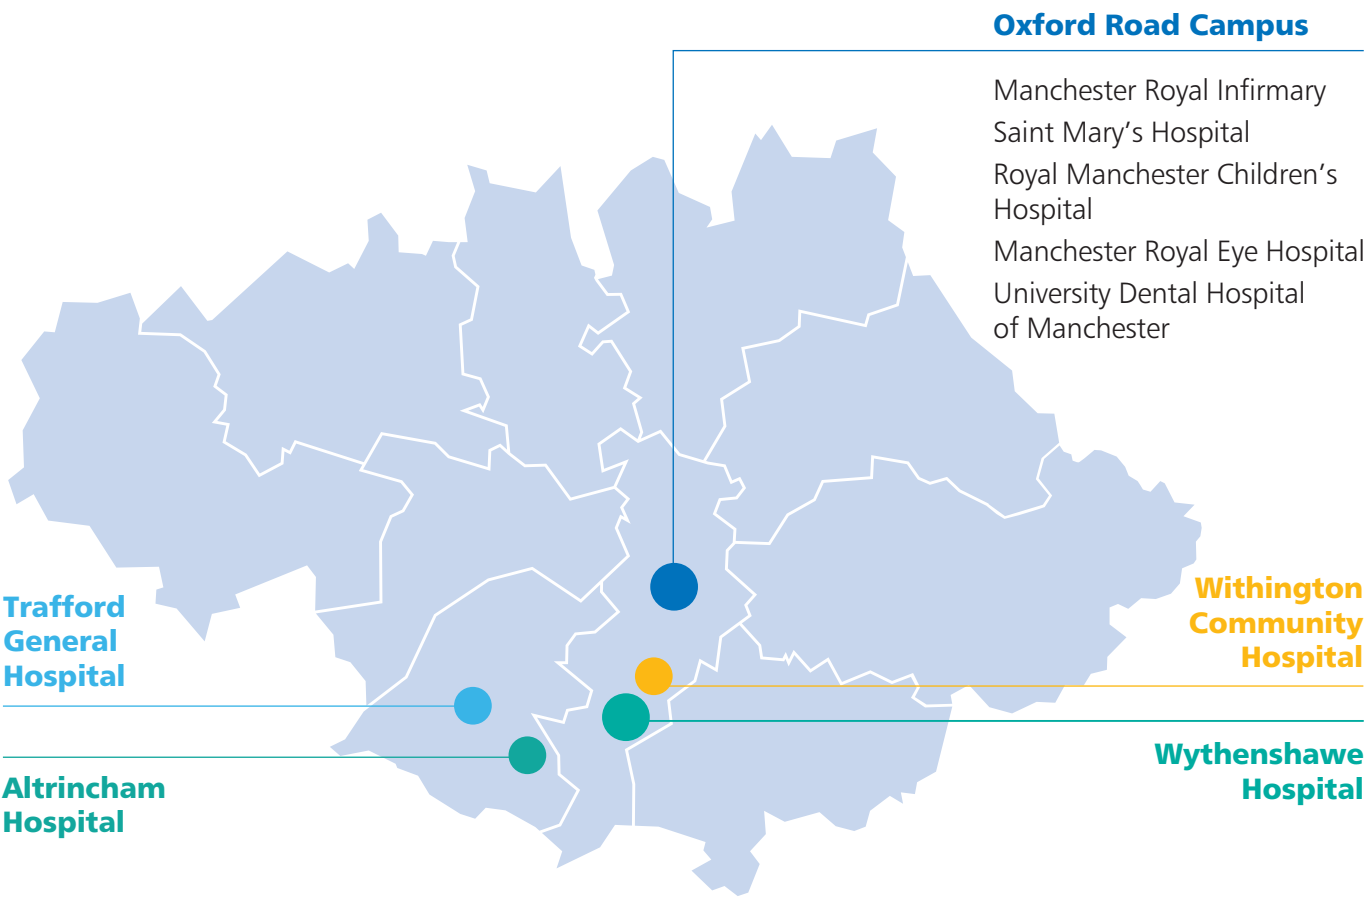 Oxford Road Campus
Manchester Royal Infirmary
Saint Mary's Hospital
Royal Manchester Children's
Hospital
Manchester Royal Eye Hospital
University Dental Hospital
of Manchester
Trafford
General
Hospital
Withington
Community
Hospital
Altrincham
Hospital
Wythenshawe
Hospital